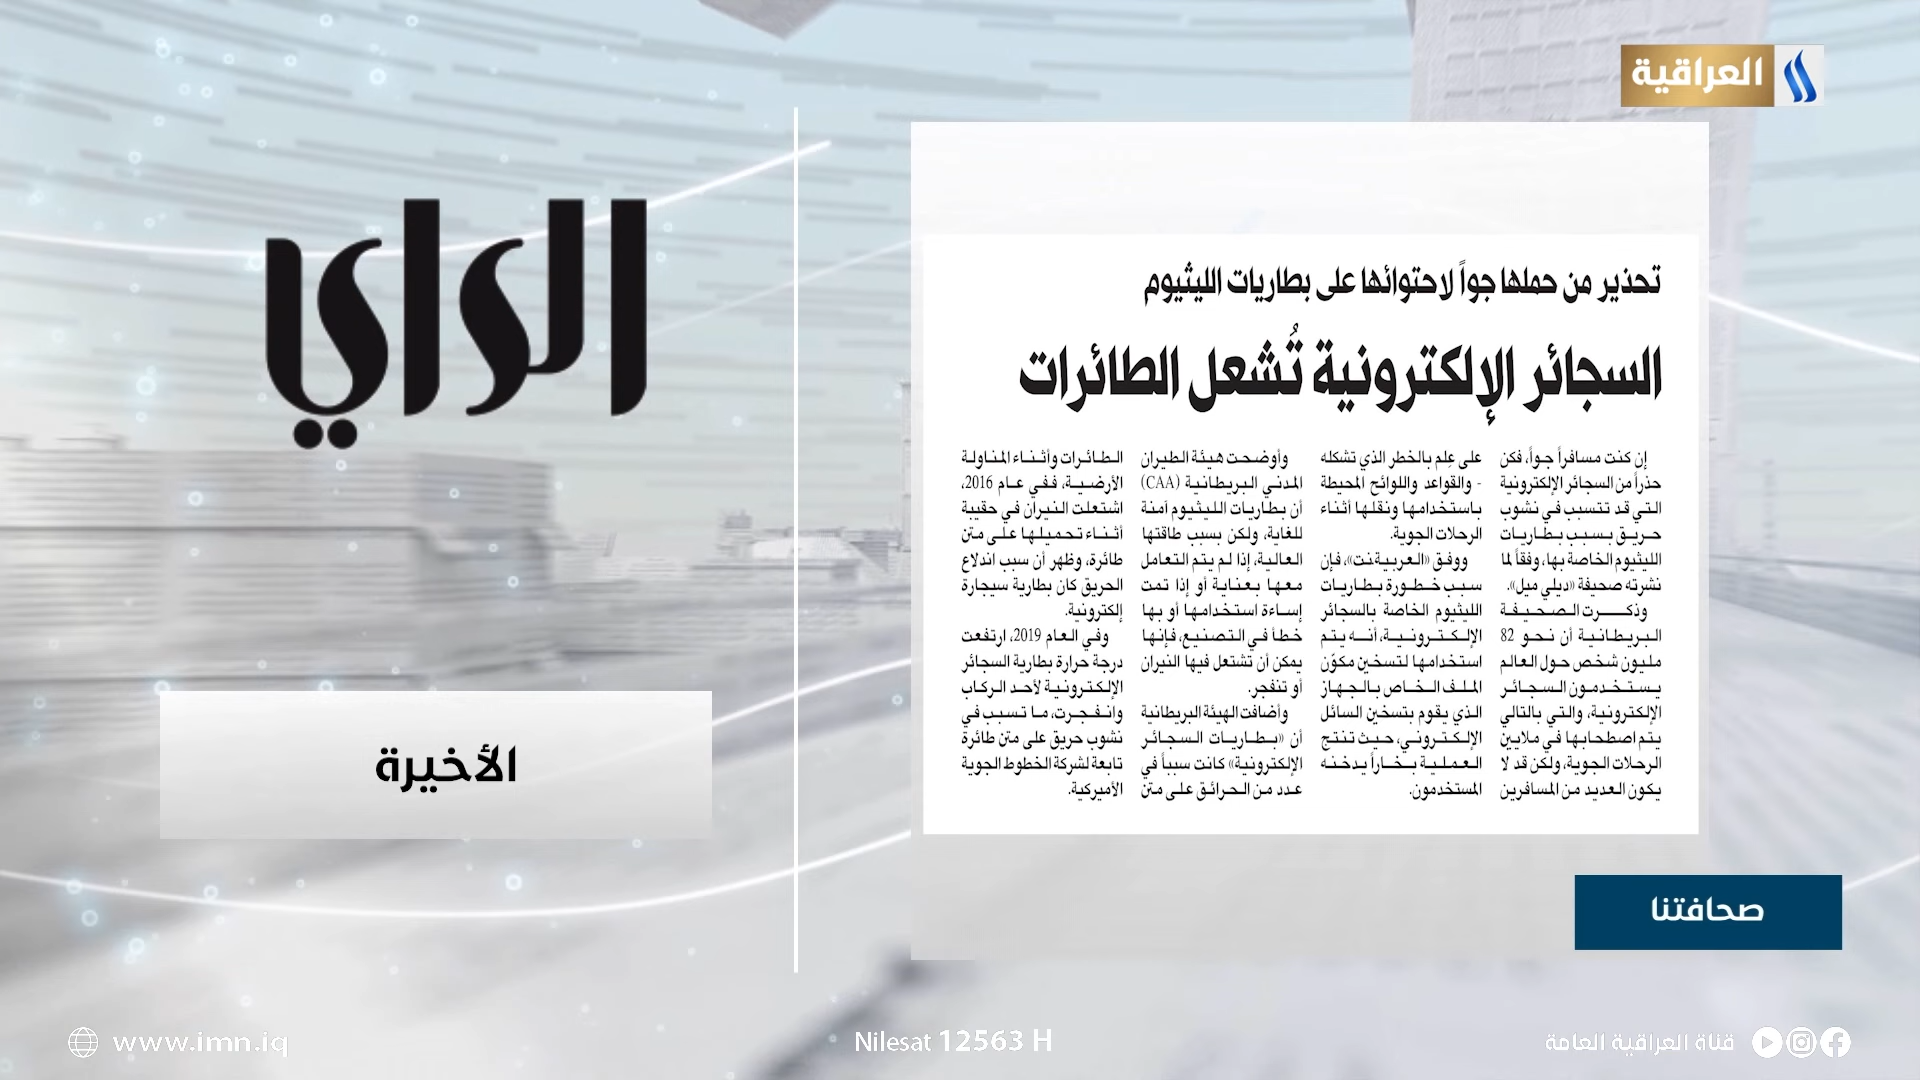 العراقية
الراي
الأخيرة
تحذير من حملها جواً لاحتوائها على بطاريات الليثيوم
السجائر الإلكترونية تُشعل الطائرات
إن كنت مسافراً جواً، فكن
حذراً من السجائر الإلكترونية
التي قد تتسبب في نشوب
حريق بسبب بطاريات
الليثيوم الخاصة بها، وفقاً لما
نشرته صحيفة «ديلي ميل».
وذكرت الصحيفة
البريطانية أن نحو 82
مليون شخص حول العالم
يستخدمون السجائر
الإلكترونية، والتي بالتالي
يتم اصطحابها في ملايين
الرحلات الجوية، ولكن قد لا
يكون العديد من المسافرين
على عِلم بالخطر الذي تشكله
- والقواعد واللوائح المحيطة
باستخدامها ونقلها أثناء
الرحلات الجوية.
ووفق «العربية نت»، فإن
سبب خطورة بطاريات
الليثيوم الخاصة بالسجائر
الإلكترونية، أنه يتم
استخدامها لتسخين مكوّن
الملف الخاص بالجهاز
الذي يقوم بتسخين السائل
الإلكتروني، حيث تنتج
العملية بخاراً يدخنه
المستخدمون.
وأوضحت هيئة الطيران
المدني البريطانية (CAA)
أن بطاريات الليثيوم آمنة
للغاية، ولكن بسبب طاقتها
العالية، إذا لم يتم التعامل
معها بعناية أو إذا تمت
إساءة استخدامها أو بها
خطأ في التصنيع، فإنها
يمكن أن تشتعل فيها النيران
أو تنفجر.
وأضافت الهيئة البريطانية
أن «بطاريات السجائر
الإلكترونية» كانت سبباً في
عدد من الحرائق على متن
الطائرات وأثناء المناولة
الأرضية، ففي عام 2016،
اشتعلت النيران في حقيبة
أثناء تحميلها على متن
طائرة، وظهر أن سبب اندلاع
الحريق كان بطارية سيجارة
إلكترونية.
وفي العام 2019، ارتفعت
درجة حرارة بطارية السجائر
الإلكترونية لأحد الركاب
وانفجرت، ما تسبب في
نشوب حريق على متن طائرة
تابعة لشركة الخطوط الجوية
الأميركية.
صحافتنا
www.imn.iq
Nilesat 12563 H
قناة العراقية العامة